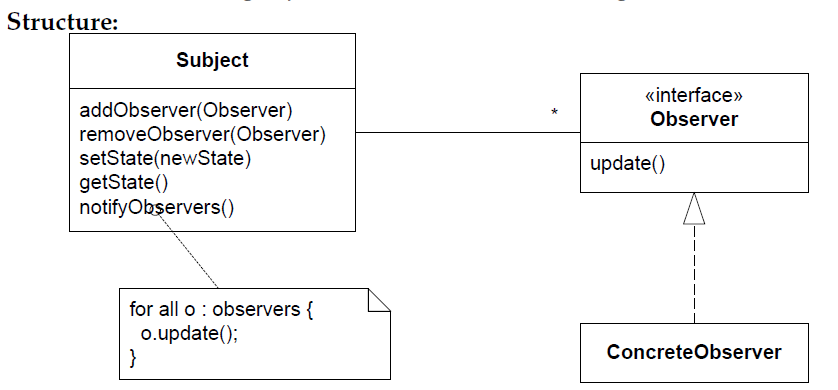 Structure:
Subject
addObserver(Observer)
removeObserver(Observer)
setState(newState)
getState()
notifyObservers()
*
«interface»
Observer
update()
for all o : observers {
o.update();
}
ConcreteObserver